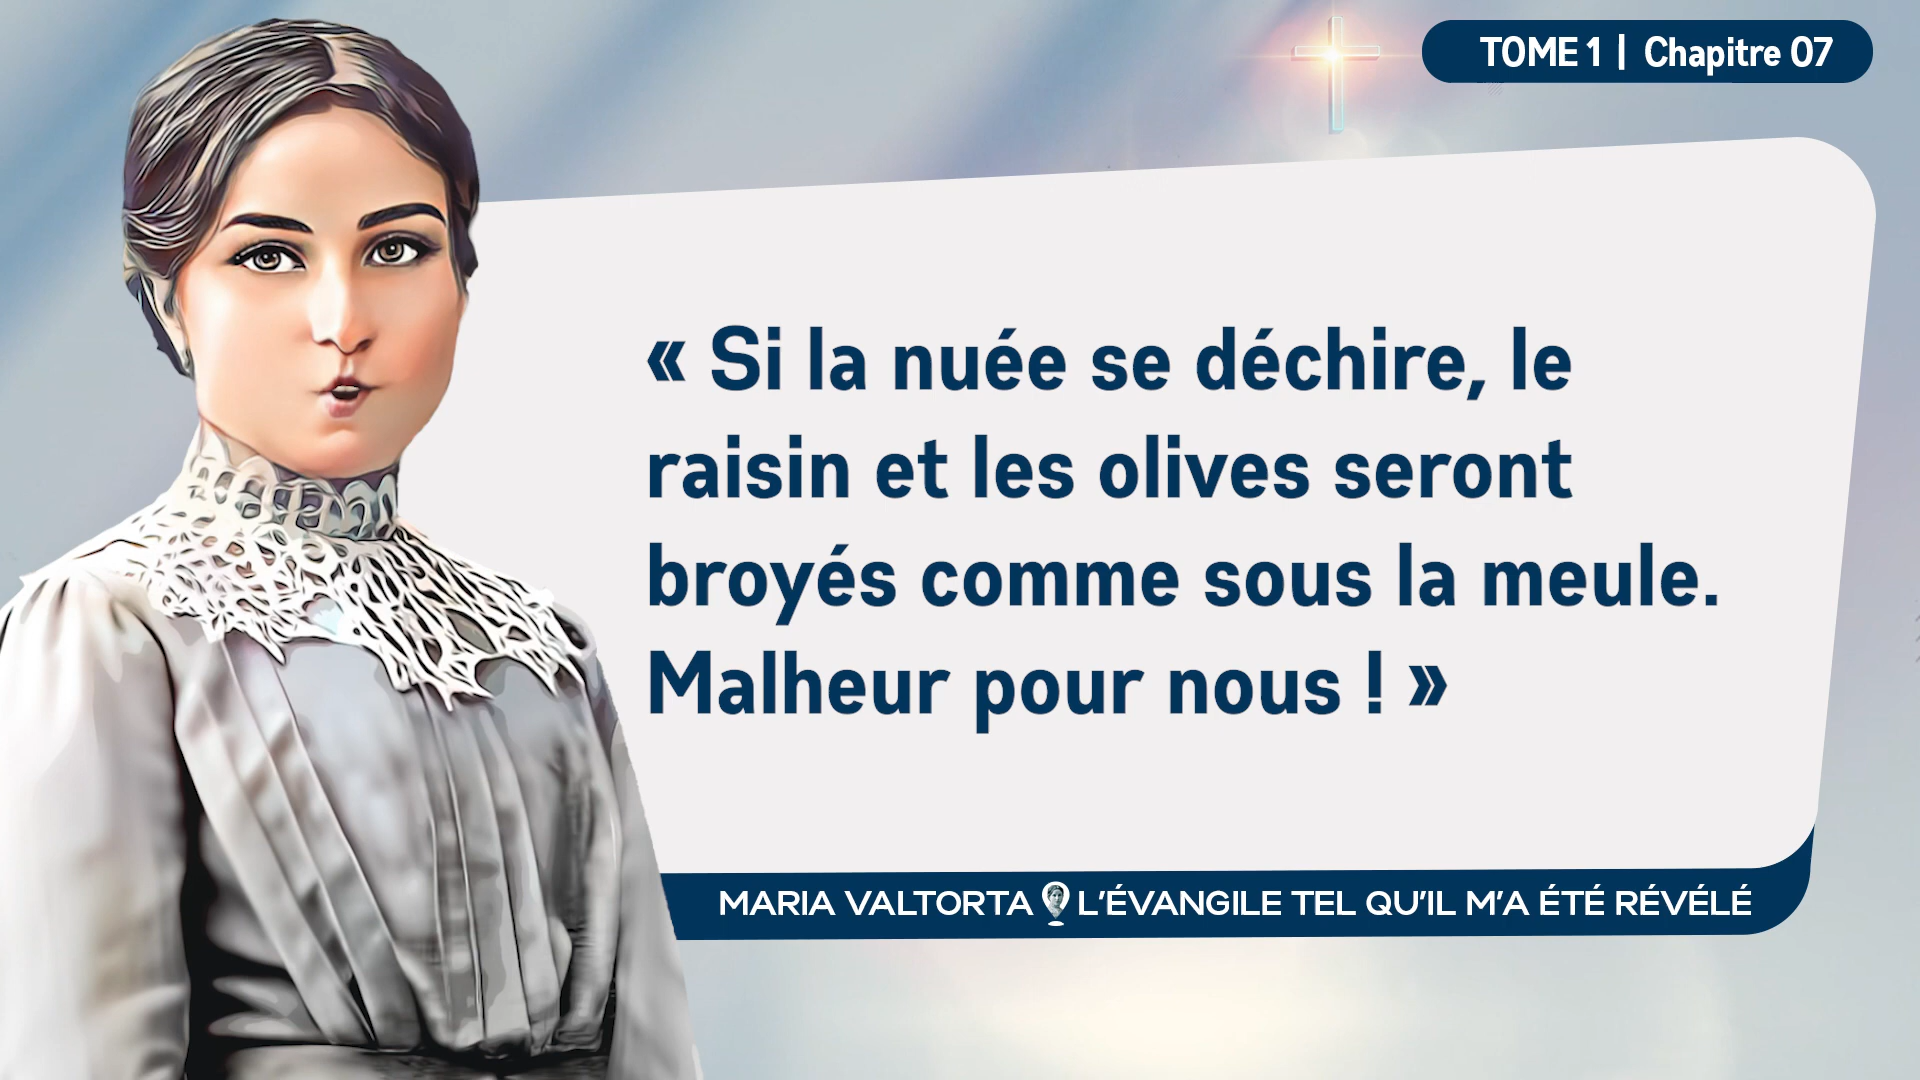 TOME 1 | Chapitre 07
« Si la nuée se déchire, le
raisin et les olives seront
broyés comme sous la meule.
Malheur pour nous ! »
MARIA VALTORTA L'ÉVANGILE TEL QU'IL M'A ÉTÉ RÉVÉLÉ